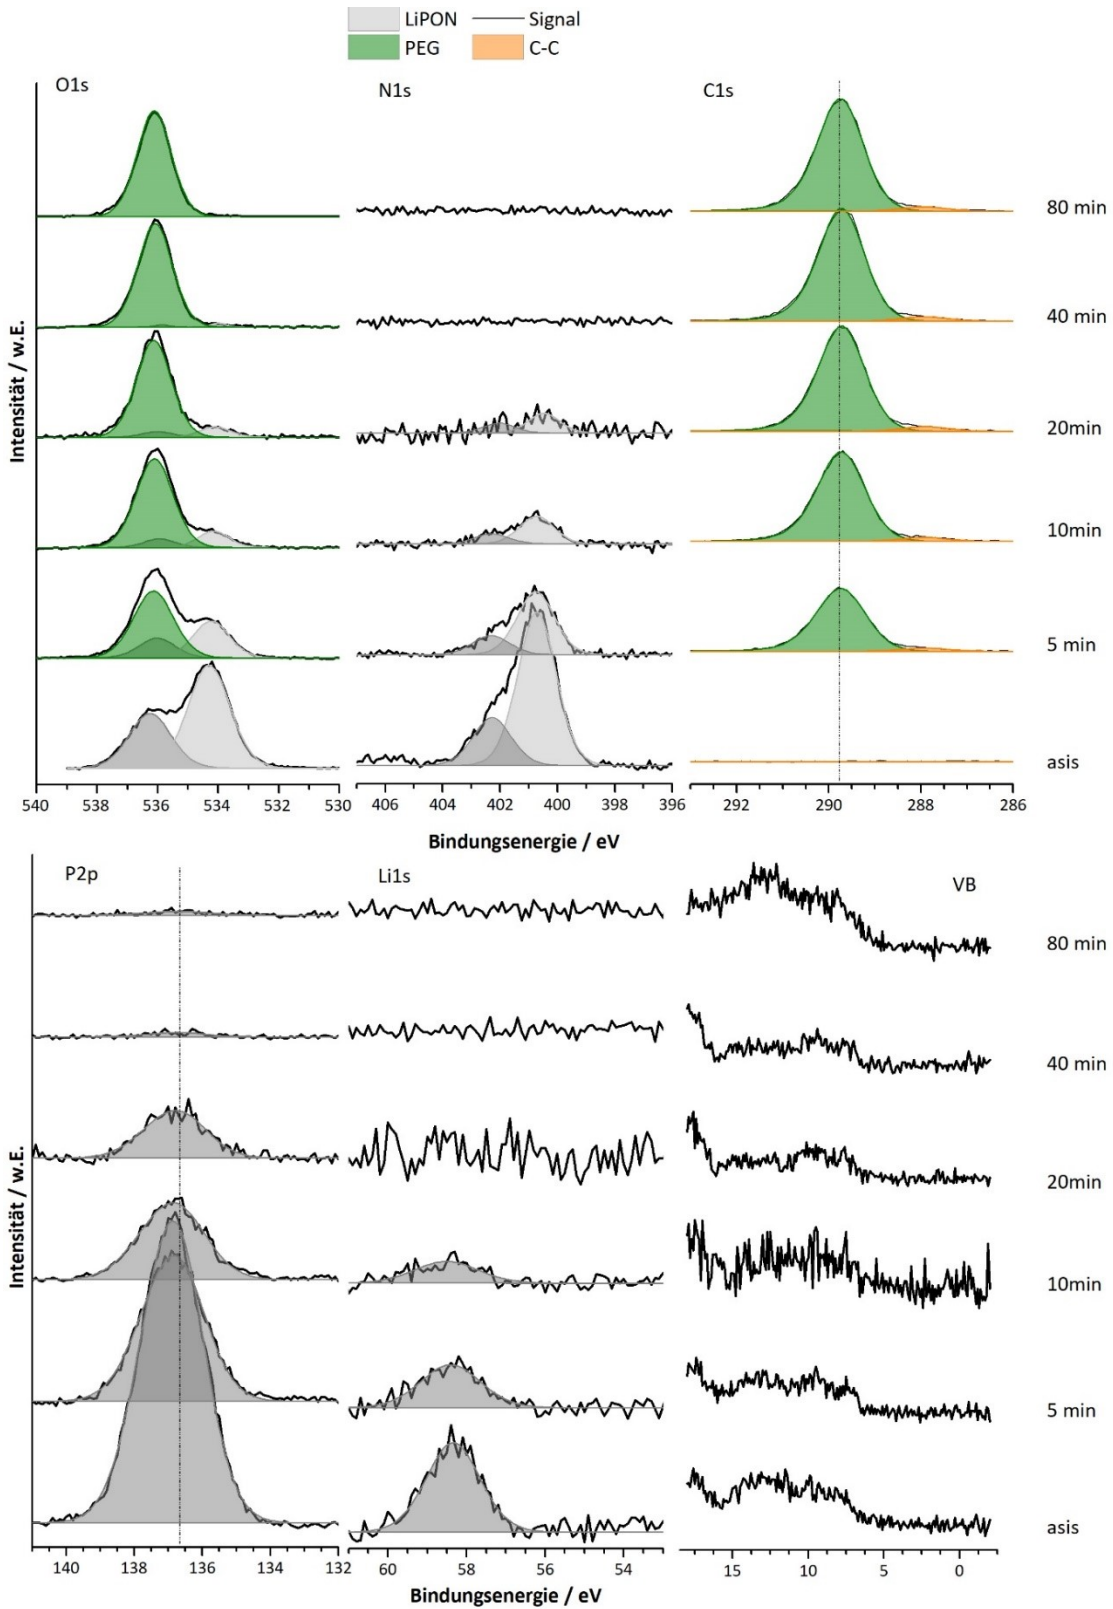 LiPON Signal
PEG C-C
O1s N1s C1s
80 min
40 min
20min
10min
5 min
asis
Intensität / w.E.
540 538 536 534 532 530 406 404 402 400 398 396 292 290 288 286
Bindungsenergie / eV
P2p Li1s VB
80 min
40 min
20min
10min
5 min
asis
Intensität / w.E.
140 138 136 134 132 60 58 56 54 15 10 5 0
Bindungsenergie / eV